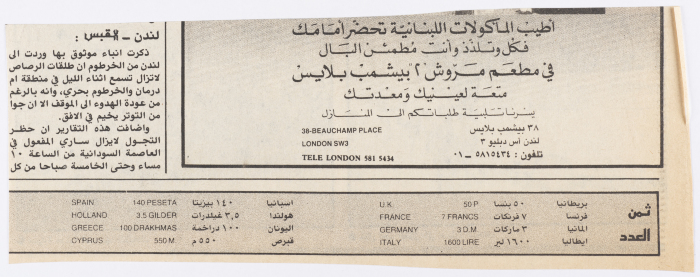 أطيب المأكولات اللبنانية تحضر أمامك
فكل وتلذذ وأنت مطمئن البال
في مطعم مروش "٢" بيشمب بلايس
متعة لعينيك ومعدتك
يسرنا تلبية طلباتكم الى المنازل
38-BEAUCHAMP PLACE
٣٨ بيشمب بلايس
LONDON SW3
لندن أس دبليو ٣
TELE LONDON 581 5434
تلفون : ٥٨١٥٤٣٤ - ٠١
لندن - القبس :
ذكرت انباء موثوق بها وردت الى
لندن من الخرطوم ان طلقات الرصاص
لاتزال تسمع اثناء الليل في منطقة ام
درمان والخرطوم بحري، وانه بالرغم
من عودة الهدوء الى الموقف الا ان جوا
من التوتر يخيم في الافق.
واضافت هذه التقارير ان حظر
التجول لايزال ساري المفعول في
العاصمة السودانية من الساعة ١٠
مساء وحتى الخامسة صباحا من كل
ثمن العدد
بريطانيا ٥٠ بنسا U.K. 50 P
فرنسا ٧ فرنكات FRANCE 7 FRANCS
المانيا ٣ ماركات GERMANY 3 D.M.
ايطاليا ١٦٠٠ لير ITALY 1600 LIRE
اسبانيا ١٤٠ بيزيتا SPAIN 140 PESETA
هولندا ٣,٥ غيلدرات HOLLAND 3.5 GILDER
اليونان ١٠٠ دراخمة GREECE 100 DRAKHMAS
قبرص ٥٥٠ م CYPRUS 550 M.